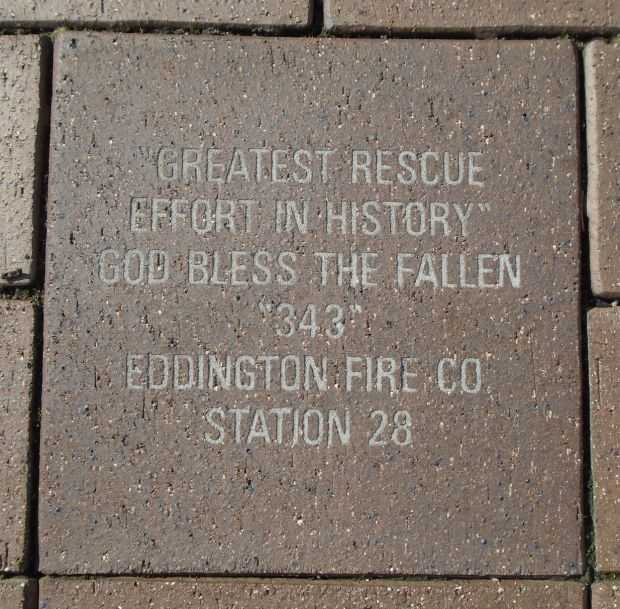 "GREATEST RESCUE
EFFORT IN HISTORY"
GOD BLESS THE FALLEN
"343"
EDDINGTON FIRE CO.
STATION 28